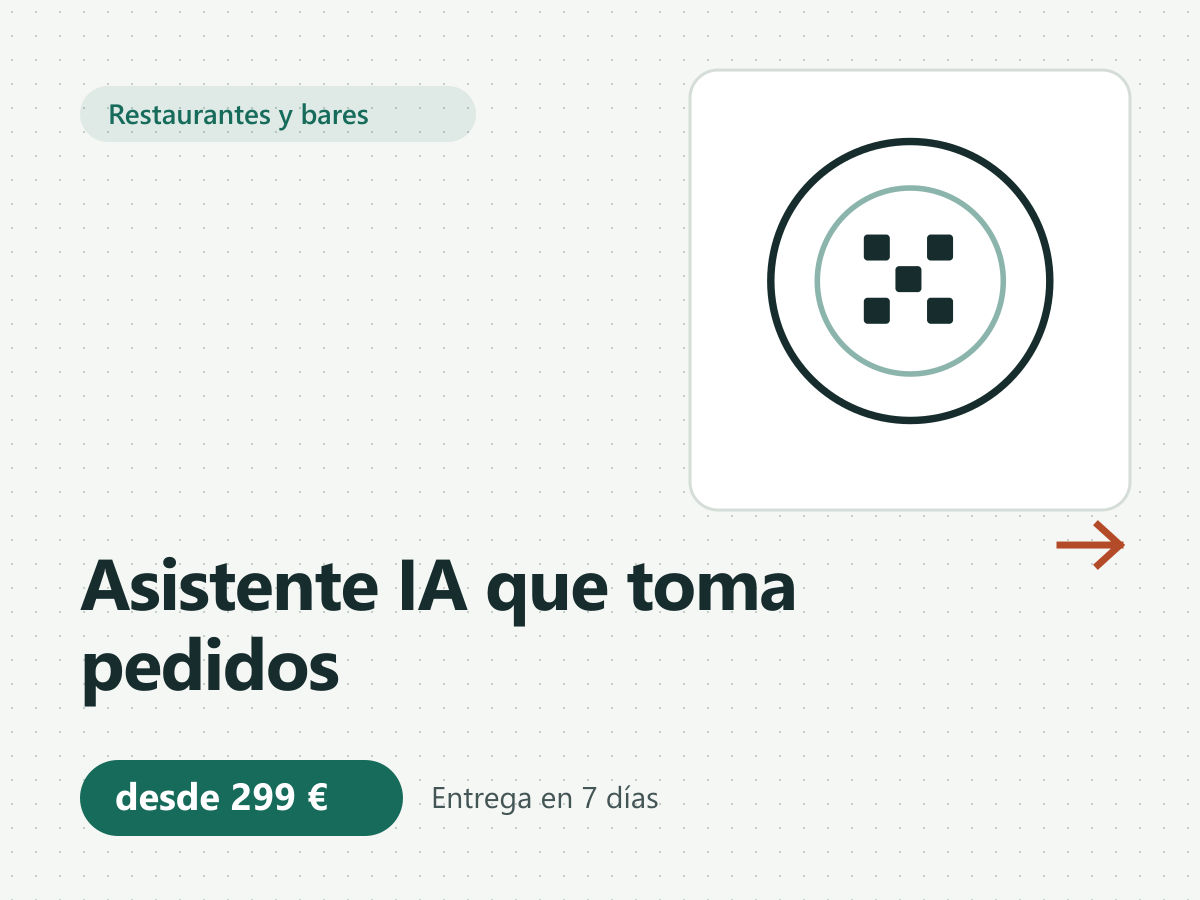 Restaurantes y bares
Asistente IA que toma
pedidos
desde 299 €
Entrega en 7 días